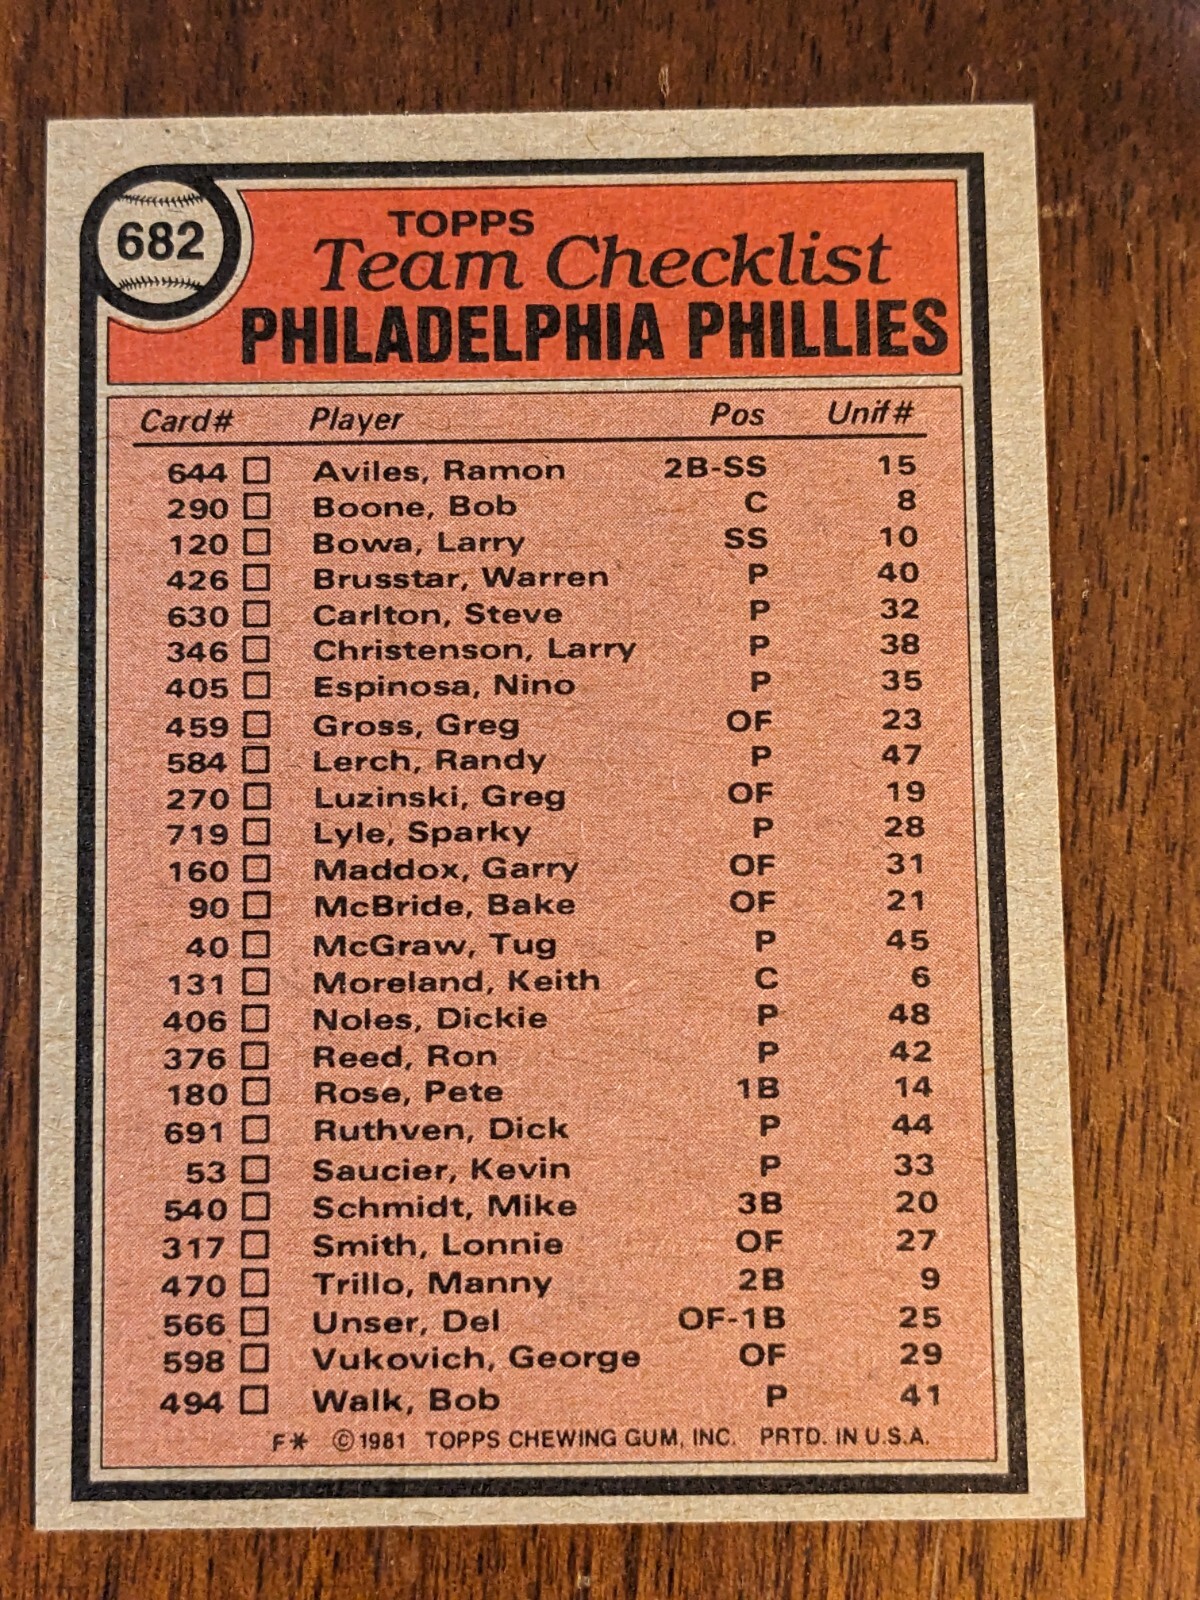 682
TOPPS
Team Checklist
PHILADELPHIA PHILLIES
Card# Player Pos Unif#
644 □ Aviles, Ramon 2B-SS 15
290 □ Boone, Bob C 8
120 □ Bowa, Larry SS 10
426 □ Brusstar, Warren P 40
630 □ Carlton, Steve P 32
346 □ Christenson, Larry P 38
405 □ Espinosa, Nino P 35
459 □ Gross, Greg OF 23
584 □ Lerch, Randy P 47
270 □ Luzinski, Greg OF 19
719 □ Lyle, Sparky P 28
160 □ Maddox, Garry OF 31
90 □ McBride, Bake OF 21
40 □ McGraw, Tug P 45
131 □ Moreland, Keith C 6
406 □ Noles, Dickie P 48
376 □ Reed, Ron P 42
180 □ Rose, Pete 1B 14
691 □ Ruthven, Dick P 44
53 □ Saucier, Kevin P 33
540 □ Schmidt, Mike 3B 20
317 □ Smith, Lonnie OF 27
470 □ Trillo, Manny 2B 9
566 □ Unser, Del OF-1B 25
598 □ Vukovich, George OF 29
494 □ Walk, Bob P 41
F* ©1981 TOPPS CHEWING GUM, INC. PRTD. IN U.S.A.